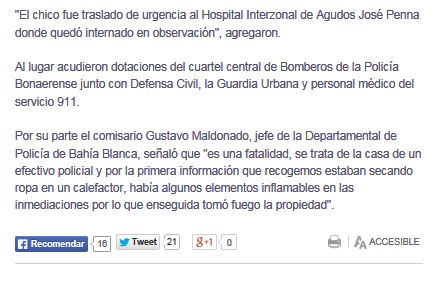 "El chico fue traslado de urgencia al Hospital Interzonal de Agudos José Penna
donde quedó internado en observación", agregaron.
Al lugar acudieron dotaciones del cuartel central de Bomberos de la Policía
Bonaerense junto con Defensa Civil, la Guardia Urbana y personal médico del
servicio 911.
Por su parte el comisario Gustavo Maldonado, jefe de la Departamental de
Policía de Bahía Blanca, señaló que "es una fatalidad, se trata de la casa de un
efectivo policial y por la primera información que recogemos estaban secando
ropa en un calefactor, había algunos elementos inflamables en las
inmediaciones por lo que enseguida tomó fuego la propiedad".
Recomendar 16 Tweet 21 g+1 0 AA ACCESIBLE